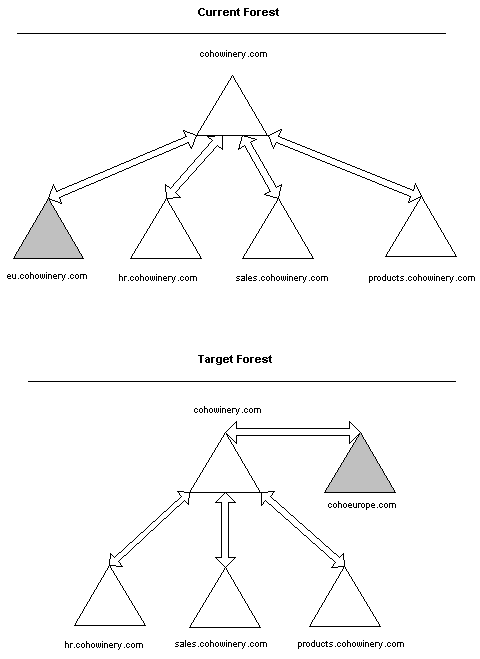 Current Forest
cohowinery.com
eu.cohowinery.com
hr.cohowinery.com
sales.cohowinery.com
products.cohowinery.com
Target Forest
cohowinery.com
cohoeurope.com
hr.cohowinery.com
sales.cohowinery.com
products.cohowinery.com